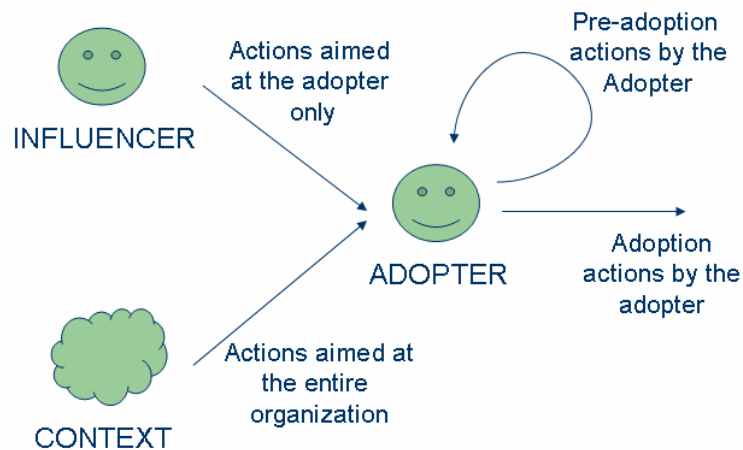 INFLUENCER
Actions aimed
at the adopter
only
Pre-adoption
actions by the
Adopter
ADOPTER
Adoption
actions by the
adopter
CONTEXT
Actions aimed at
the entire
organization